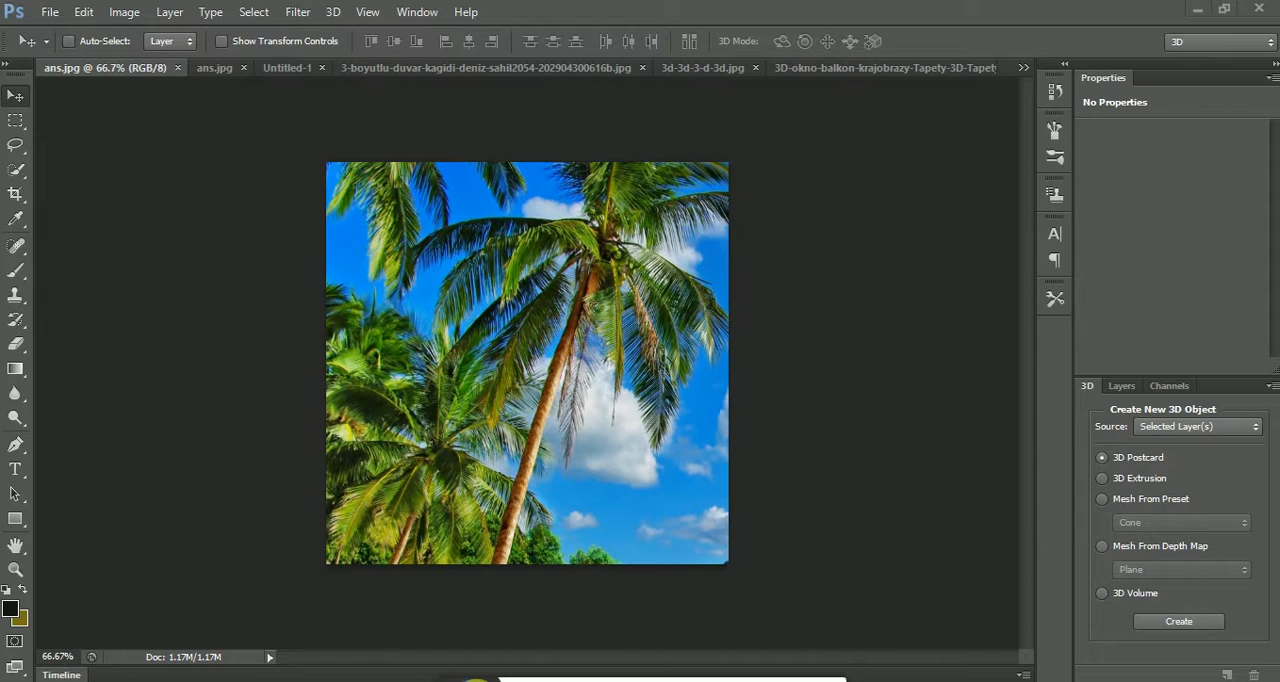 Ps File Edit Image Layer Type Select Filter 3D View Window Help
Auto-Select: Layer Show Transform Controls 3D Mode: 3D
ans.jpg @ 66.7% (RGB/8) × ans.jpg × Untitled-1 × 3-boyutlu-duvar-kagidi-deniz-sahil2054-202904300616b.jpg × 3d-3d-3-d-3d.jpg × 3D-okno-balkon-krajobrazy-Tapety-3D-Tapety
Properties
No Properties
3D Layers Channels
Create New 3D Object
Source: Selected Layer(s)
3D Postcard
3D Extrusion
Mesh From Preset
Cone
Mesh From Depth Map
Plane
3D Volume
Create
66.67% Doc: 1.17M/1.17M
Timeline